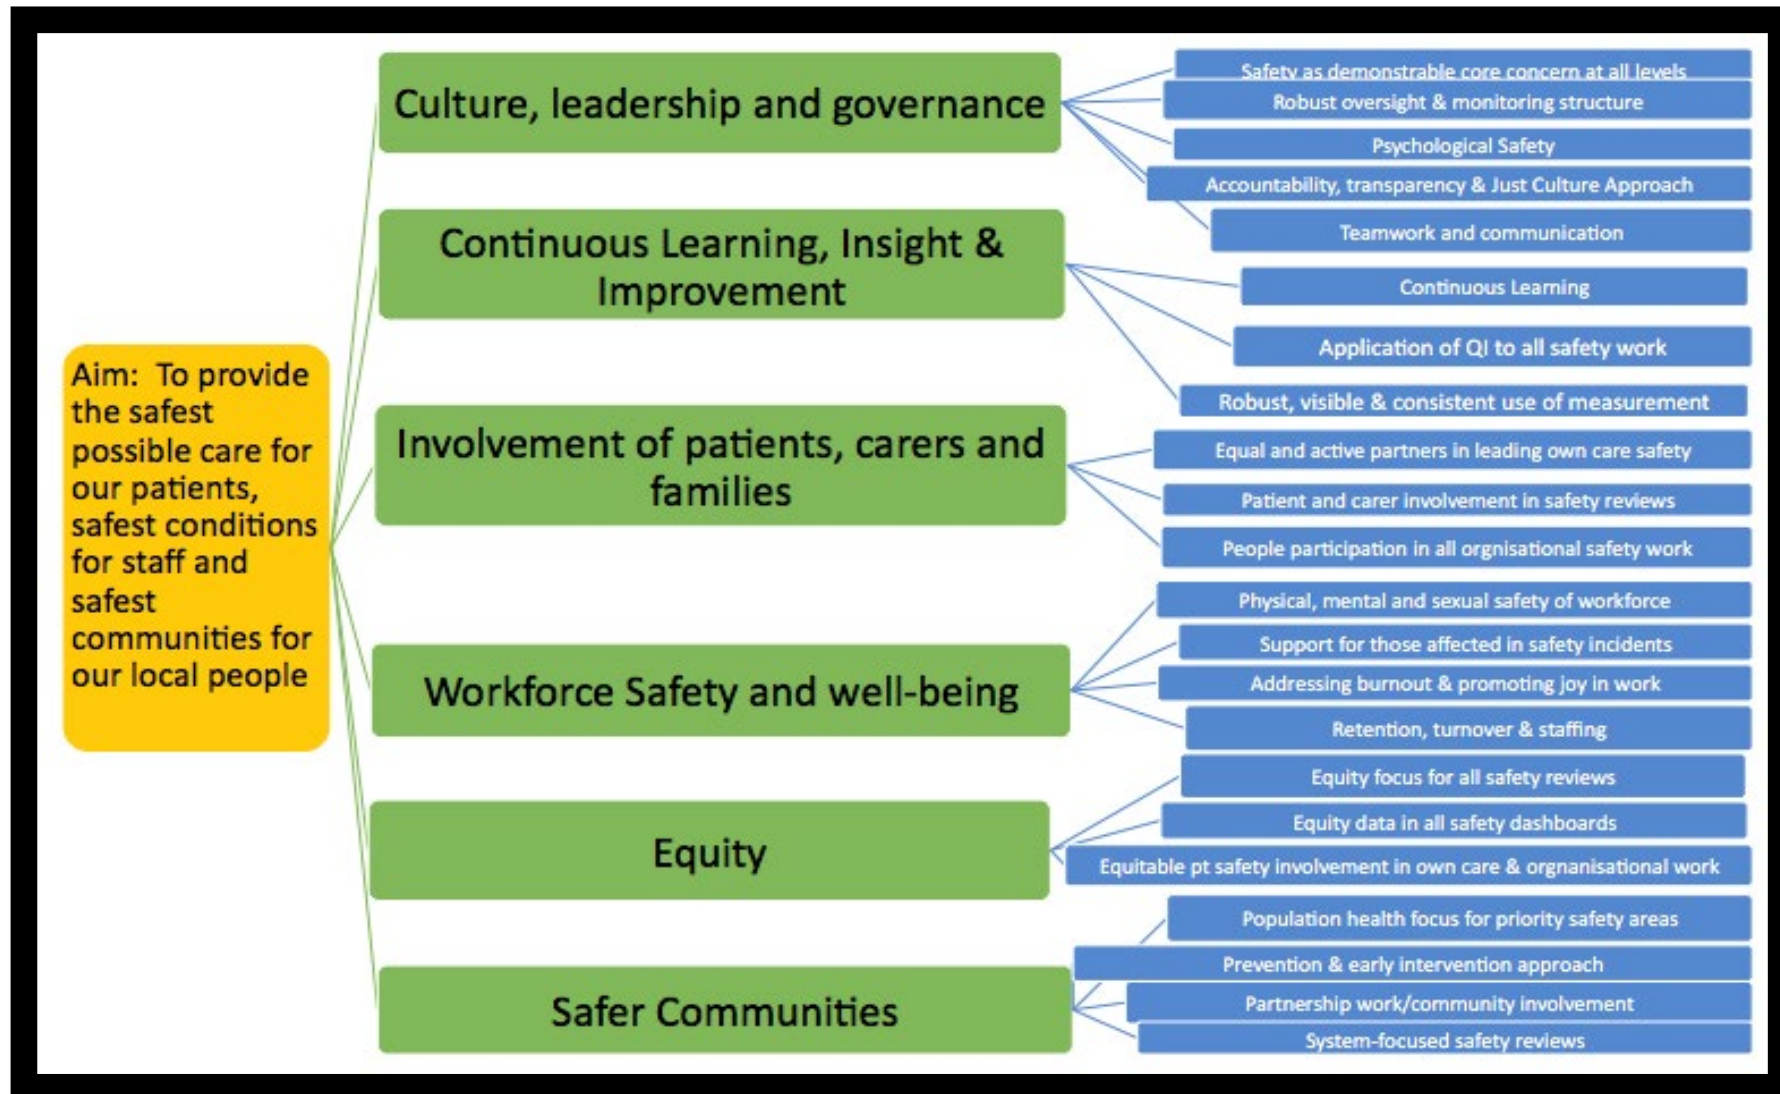 Aim:  To provide
the safest
possible care for
our patients,
safest conditions
for staff and
safest
communities for
our local people
Culture, leadership and governance
Safety as demonstrable core concern at all levels
Robust oversight & monitoring structure
Psychological Safety
Accountability, transparency & Just Culture Approach
Teamwork and communication
Continuous Learning, Insight &
Improvement
Continuous Learning
Application of QI to all safety work
Robust, visible & consistent use of measurement
Involvement of patients, carers and
families
Equal and active partners in leading own care safety
Patient and carer involvement in safety reviews
People participation in all orgnisational safety work
Workforce Safety and well-being
Physical, mental and sexual safety of workforce
Support for those affected in safety incidents
Addressing burnout & promoting joy in work
Retention, turnover & staffing
Equity
Equity focus for all safety reviews
Equity data in all safety dashboards
Equitable pt safety involvement in own care & orgnanisational work
Safer Communities
Population health focus for priority safety areas
Prevention & early intervention approach
Partnership work/community involvement
System-focused safety reviews